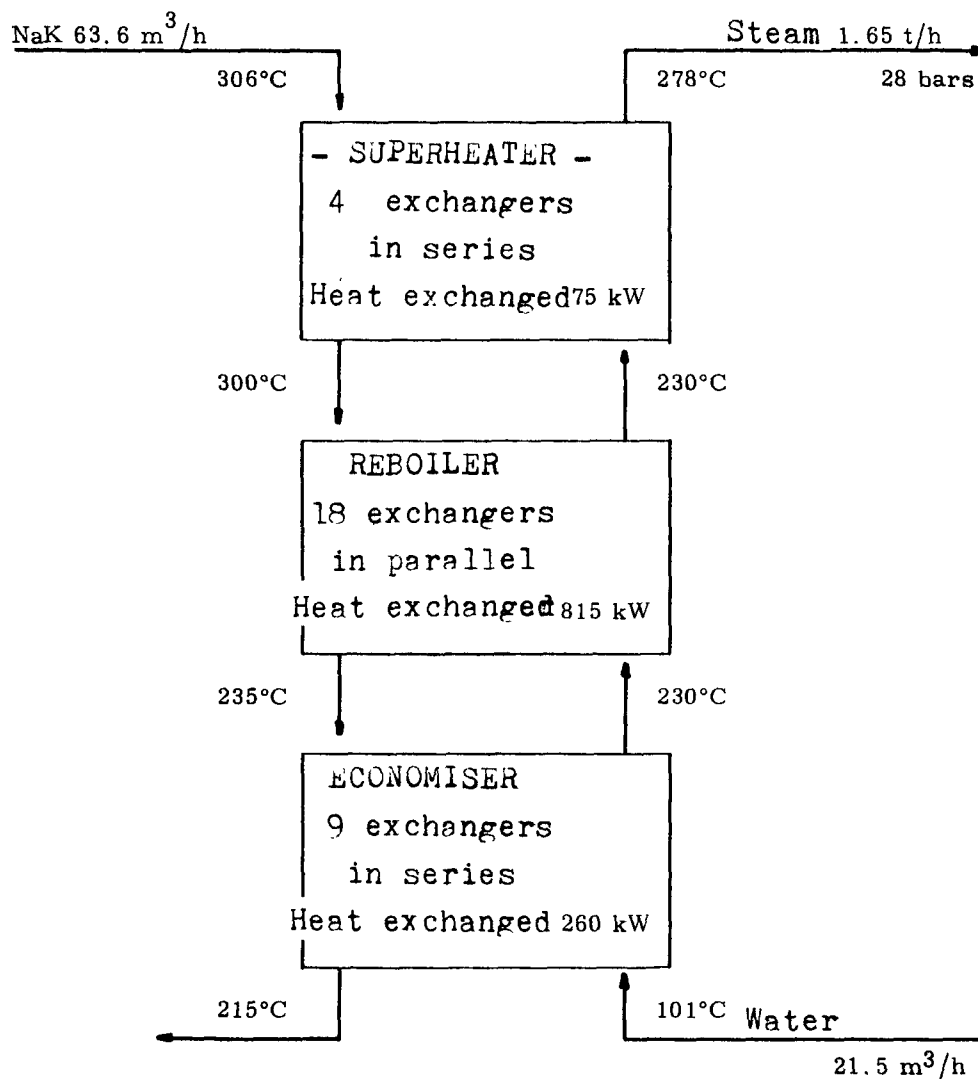 NaK 63.6 m³/h
Steam 1.65 t/h
306°C
278°C
28 bars
- SUPERHEATER -
4 exchangers
in series
Heat exchanged 75 kW
300°C
230°C
REBOILER
18 exchangers
in parallel
Heat exchanged 815 kW
235°C
230°C
ECONOMISER
9 exchangers
in series
Heat exchanged 260 kW
215°C
101°C
Water
21.5 m³/h